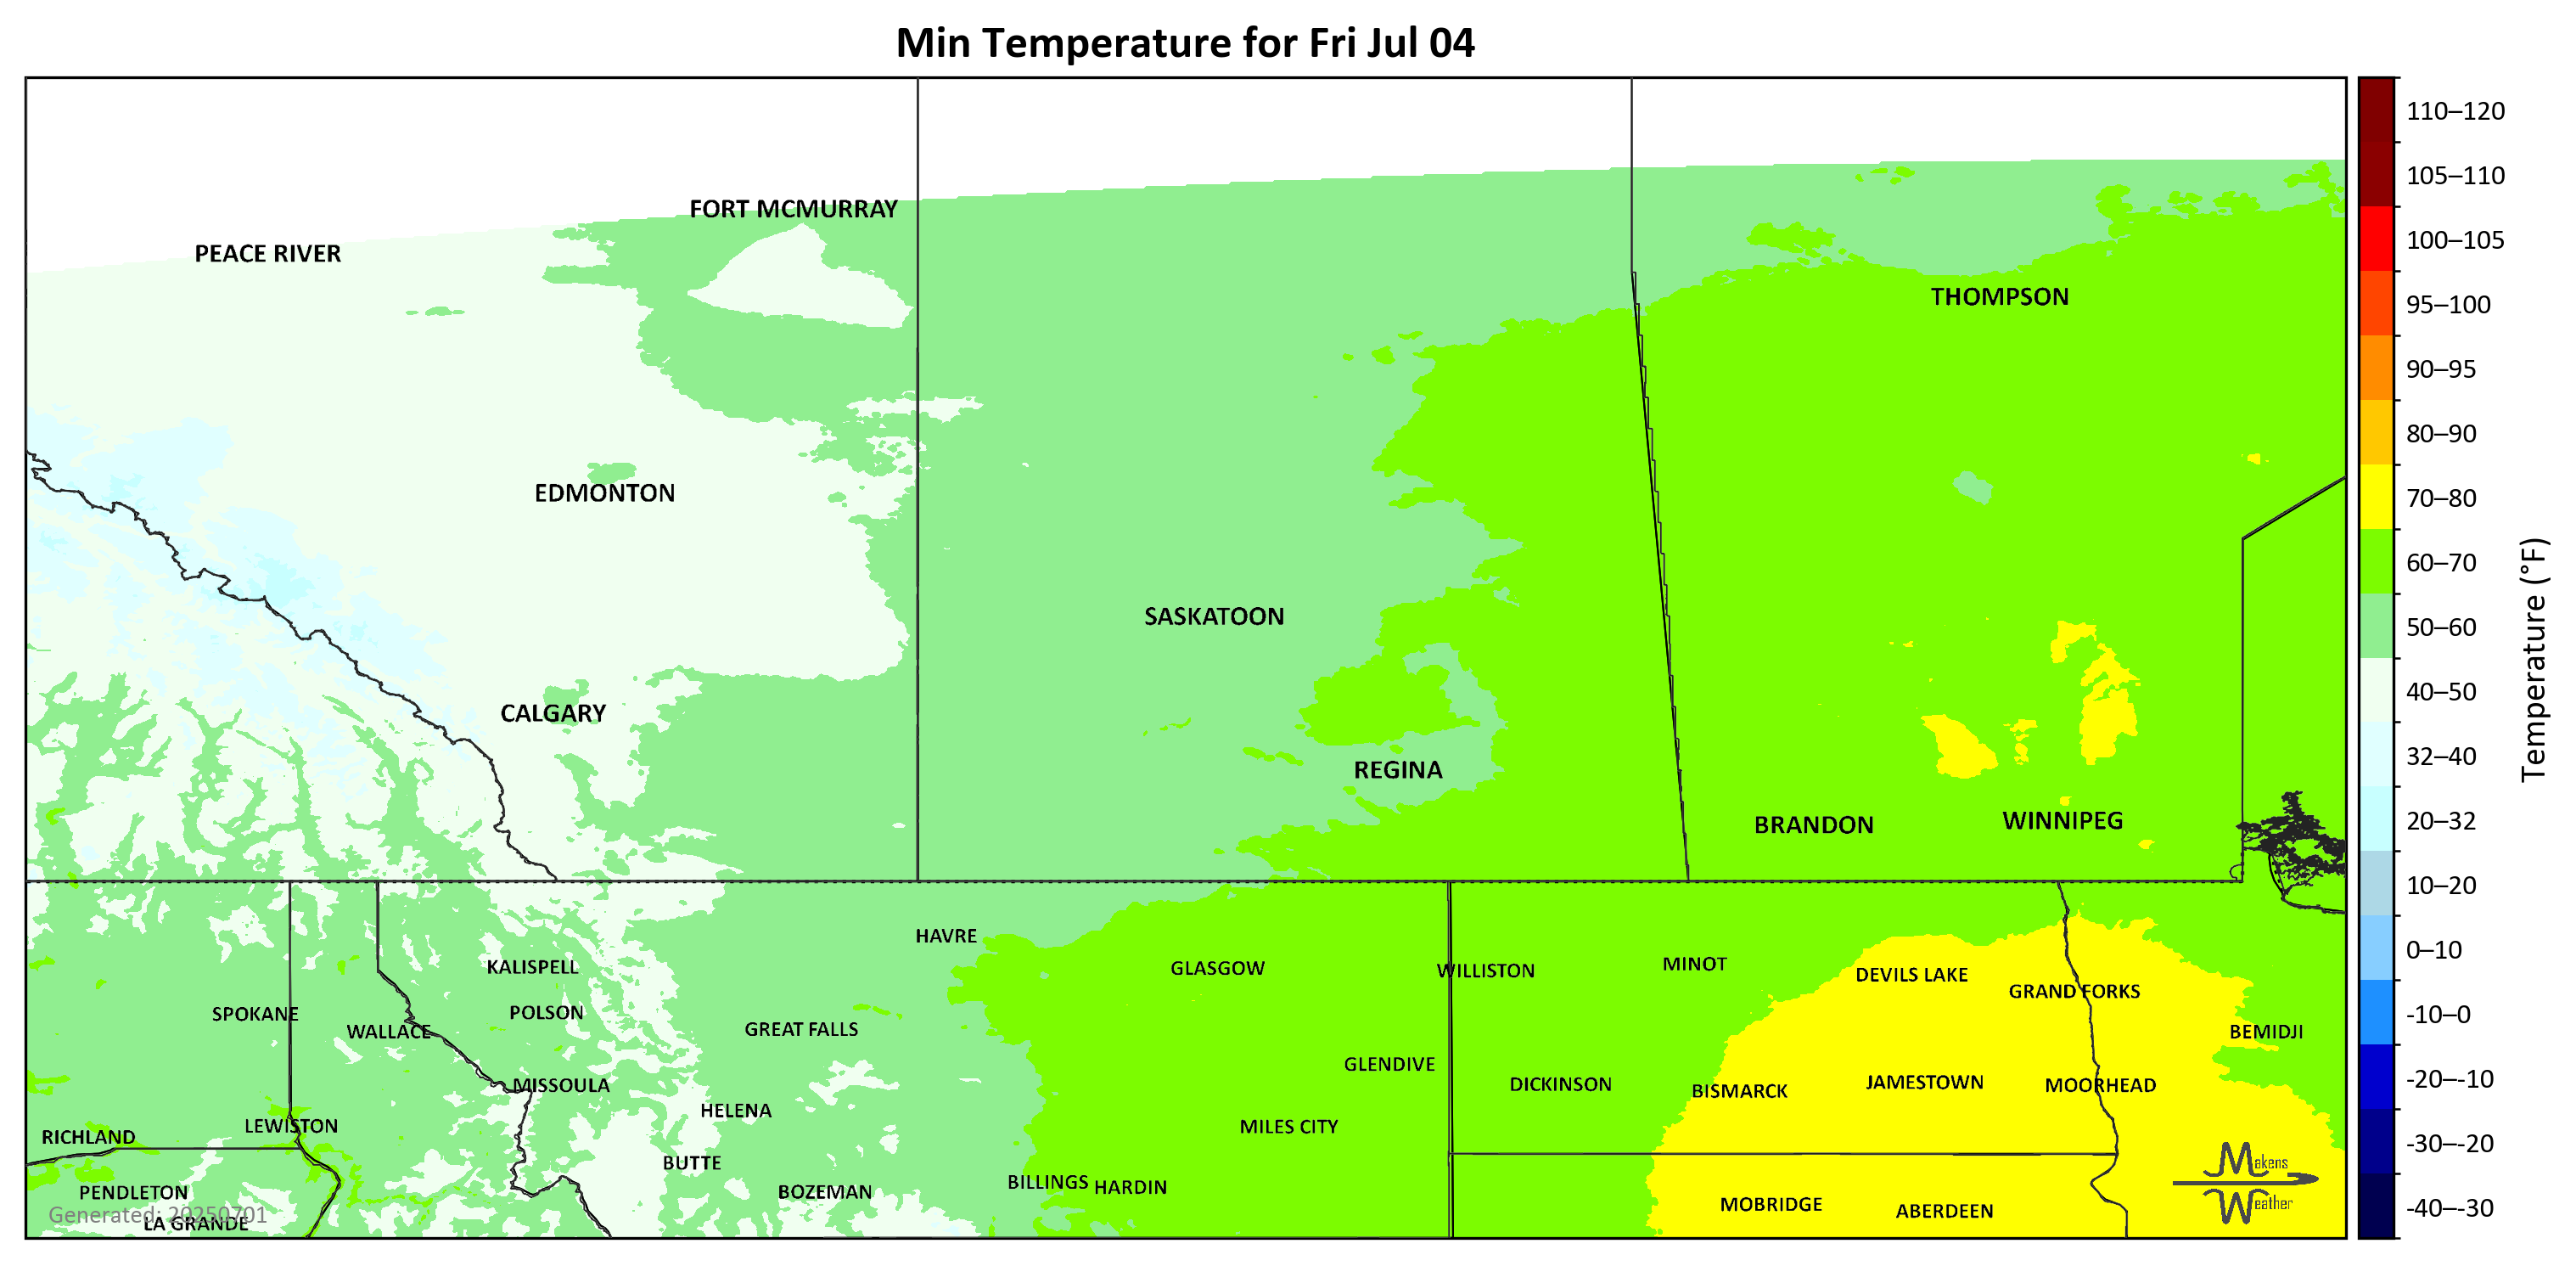 Min Temperature for Fri Jul 04
FORT MCMURRAY
PEACE RIVER
THOMPSON
EDMONTON
SASKATOON
CALGARY
REGINA
BRANDON
WINNIPEG
HAVRE
KALISPELL
GLASGOW
WILLISTON
MINOT
DEVILS LAKE
GRAND FORKS
SPOKANE
POLSON
WALLACE
GREAT FALLS
BEMIDJI
GLENDIVE
MISSOULA
DICKINSON
BISMARCK
JAMESTOWN
MOORHEAD
HELENA
LEWISTON
MILES CITY
RICHLAND
BUTTE
PENDLETON
BOZEMAN
BILLINGS
HARDIN
MOBRIDGE
ABERDEEN
LA GRANDE
Generated: 20250701
Makens
Weather
110–120
105–110
100–105
95–100
90–95
80–90
70–80
60–70
50–60
40–50
32–40
20–32
10–20
0–10
-10–0
-20–-10
-30–-20
-40–-30
Temperature (°F)